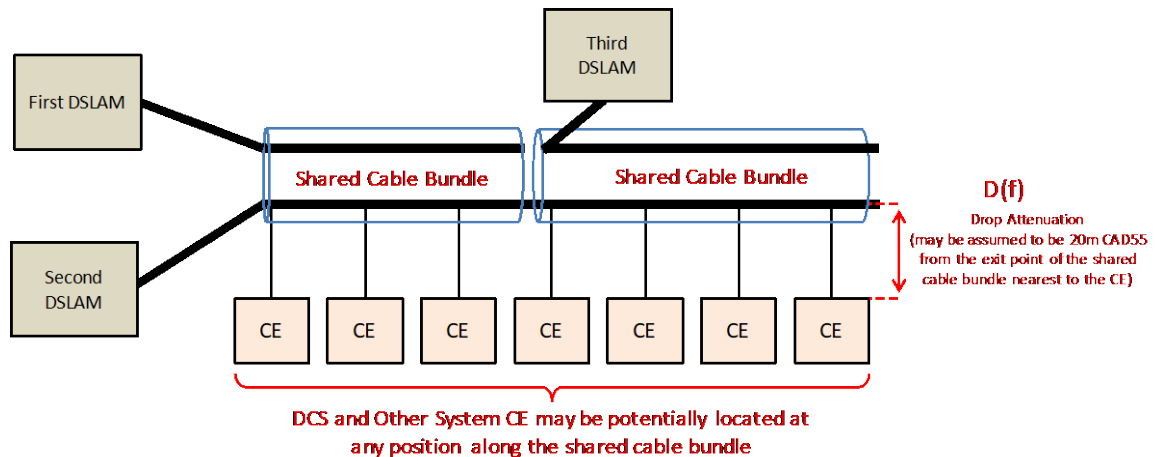 Third
DSLAM
First DSLAM
Shared Cable Bundle
Shared Cable Bundle
D(f)
Drop Attenuation
(may be assumed to be 20m CAD55
from the exit point of the shared
cable bundle nearest to the CE)
Second
DSLAM
CE
CE
CE
CE
CE
CE
CE
DCS and Other System CE may be potentially located at
any position along the shared cable bundle